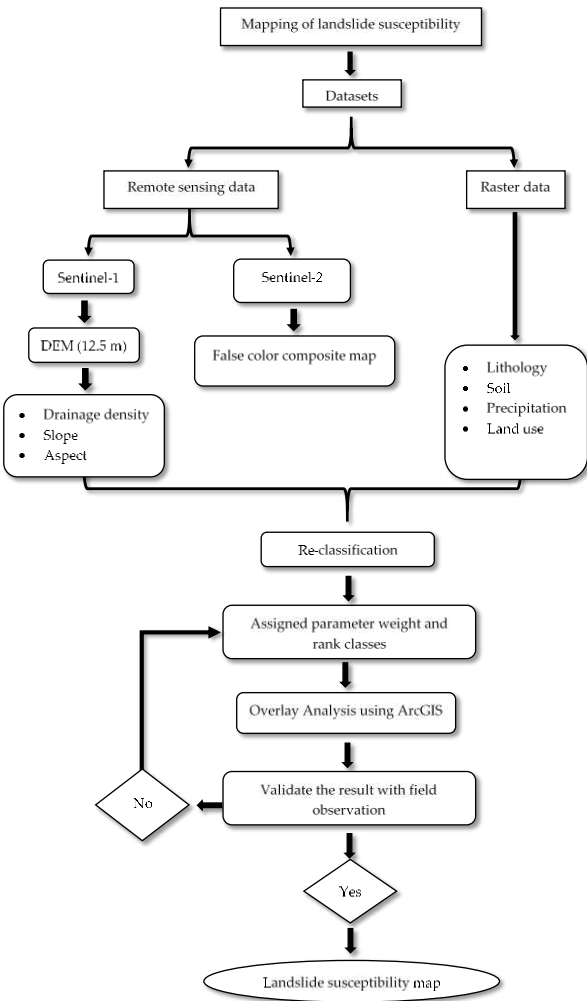 Mapping of landslide susceptibility
Datasets
Remote sensing data
Raster data
Sentinel-1
Sentinel-2
DEM (12.5 m)
False color composite map
• Lithology
• Soil
• Precipitation
• Land use
• Drainage density
• Slope
• Aspect
Re-classification
Assigned parameter weight and
rank classes
Overlay Analysis using ArcGIS
Validate the result with field
observation
No
Yes
Landslide susceptibility map